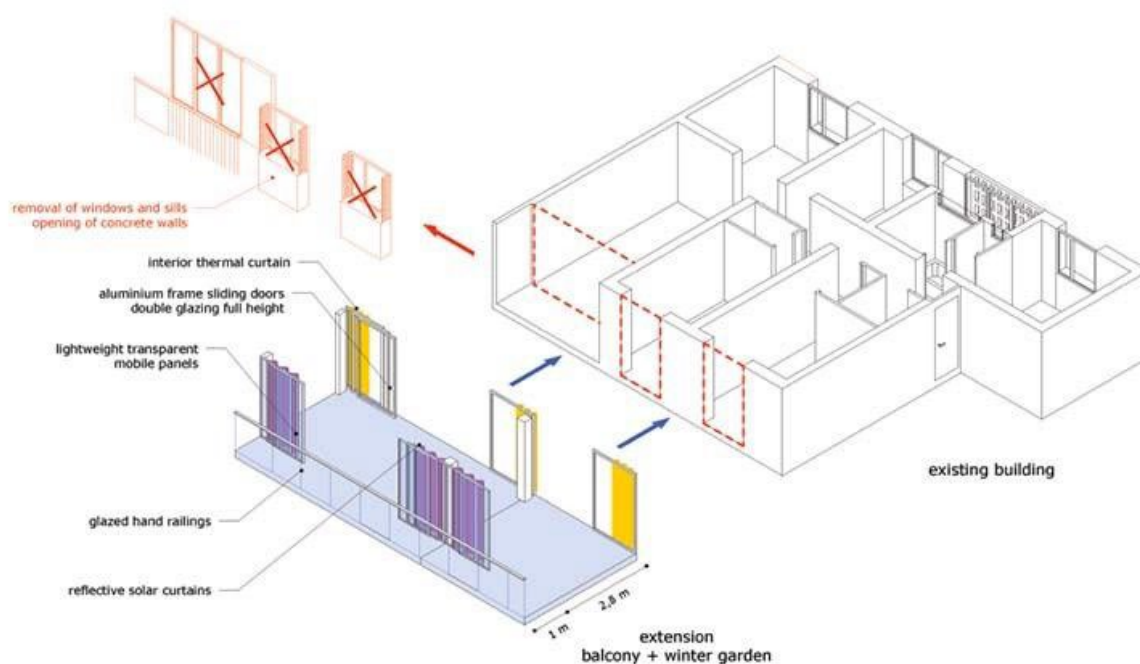 removal of windows and sills
opening of concrete walls
interior thermal curtain
aluminium frame sliding doors
double glazing full height
lightweight transparent
mobile panels
glazed hand railings
reflective solar curtains
1 m
2,8 m
extension
balcony + winter garden
existing building